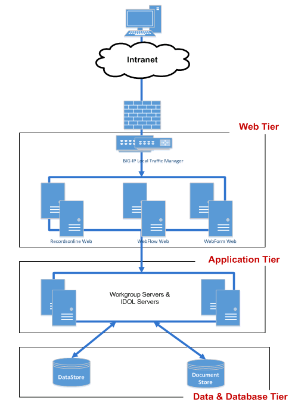 Intranet
Web Tier
BIG-IP Local Traffic Manager
Recordsonline Web
WebFlow Web
WebForm Web
Application Tier
Workgroup Servers &
IDOL Servers
DataStore
Document
Store
Data & Database Tier